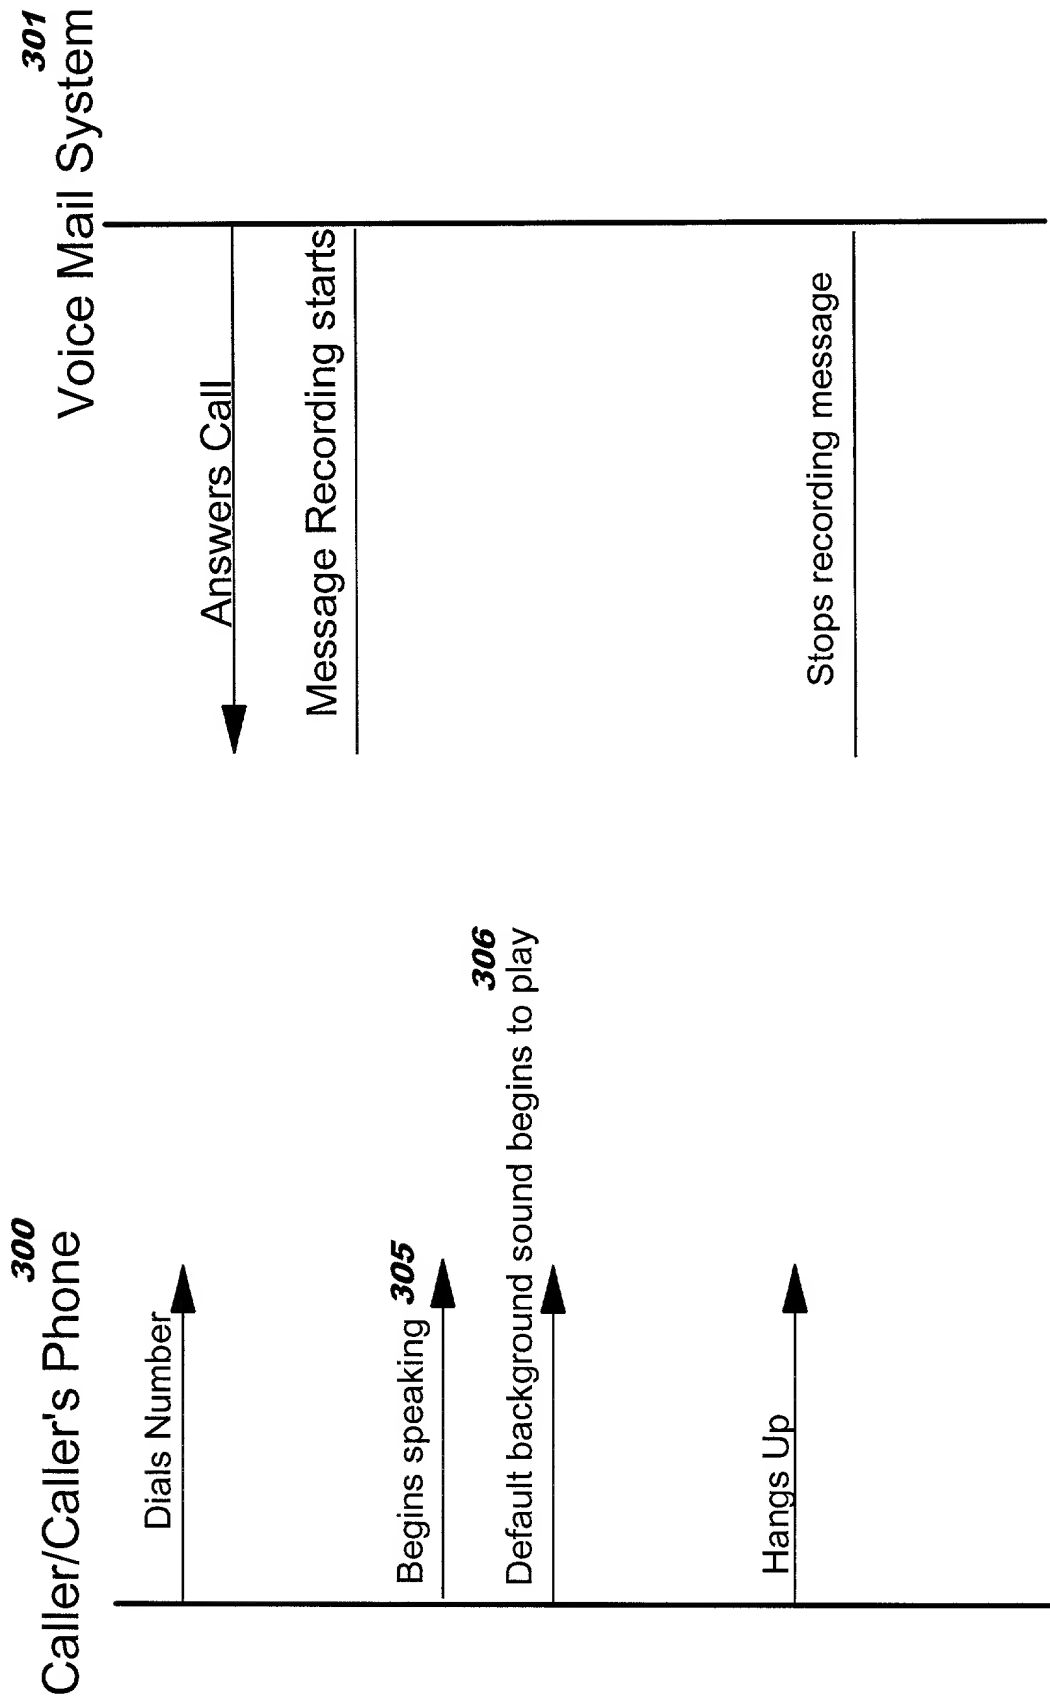 300
Caller/Caller's Phone
301
Voice Mail System
Dials Number
Answers Call
Message Recording starts
Begins speaking 305
306
Default background sound begins to play
Hangs Up
Stops recording message